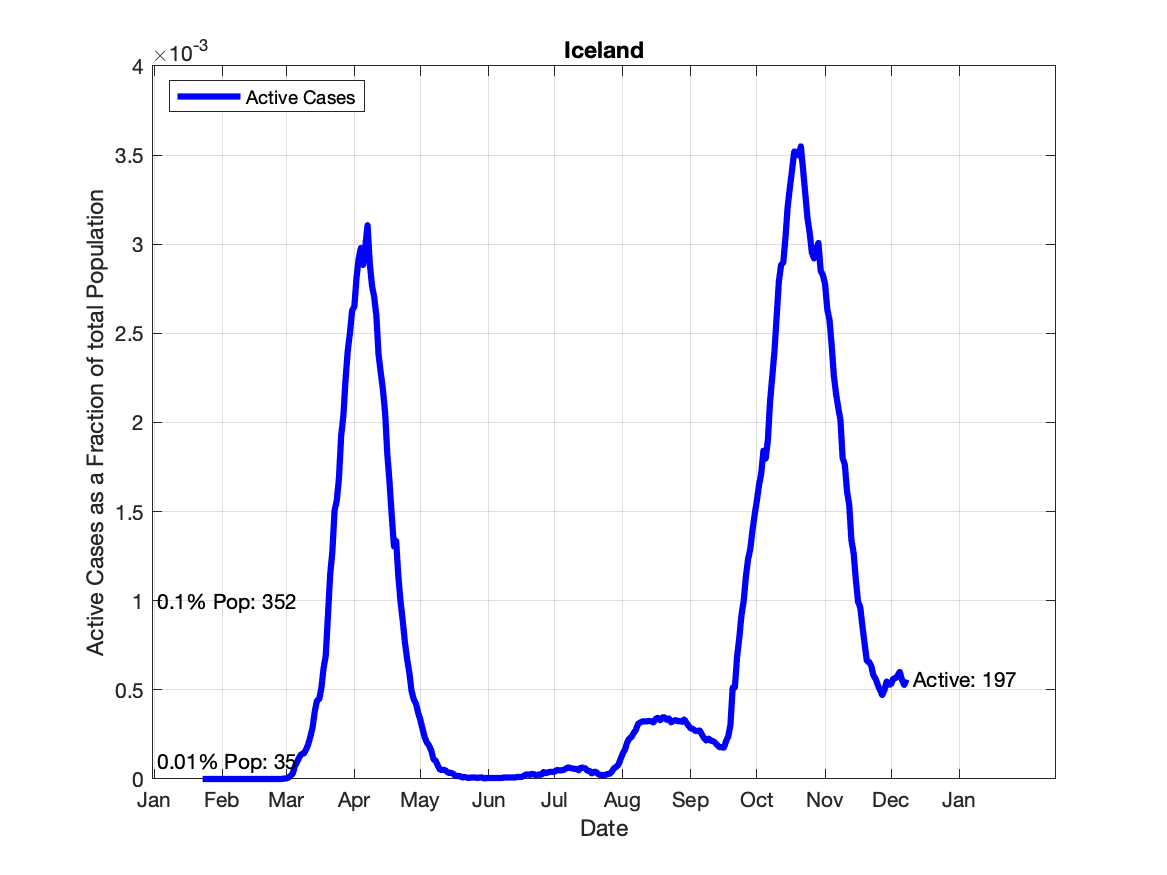 Iceland
×10-3
Active Cases
4
3.5
3
2.5
2
1.5
1
0.5
0
Active Cases as a Fraction of total Population
0.1% Pop: 352
0.01% Pop: 35
Active: 197
Jan Feb Mar Apr May Jun Jul Aug Sep Oct Nov Dec Jan
Date